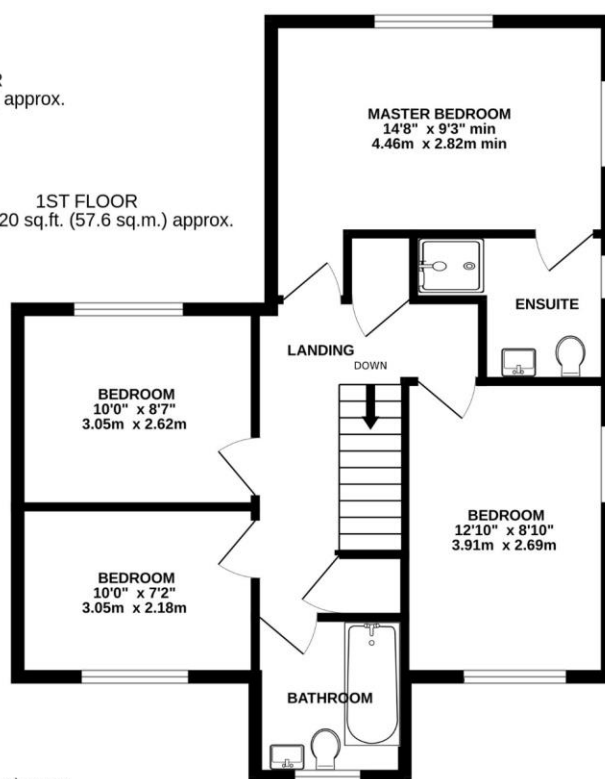 approx.
1ST FLOOR
20 sq.ft. (57.6 sq.m.) approx.
MASTER BEDROOM
14'8" x 9'3" min
4.46m x 2.82m min
ENSUITE
LANDING
DOWN
BEDROOM
10'0" x 8'7"
3.05m x 2.62m
BEDROOM
12'10" x 8'10"
3.91m x 2.69m
BEDROOM
10'0" x 7'2"
3.05m x 2.18m
BATHROOM